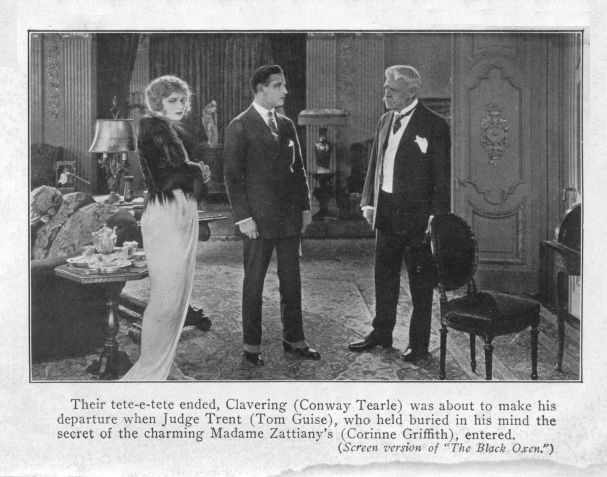 Their tete-e-tete ended, Clavering (Conway Tearle) was about to make his
departure when Judge Trent (Tom Guise), who held buried in his mind the
secret of the charming Madame Zattiany's (Corinne Griffith), entered.
(Screen version of "The Black Oxen.")